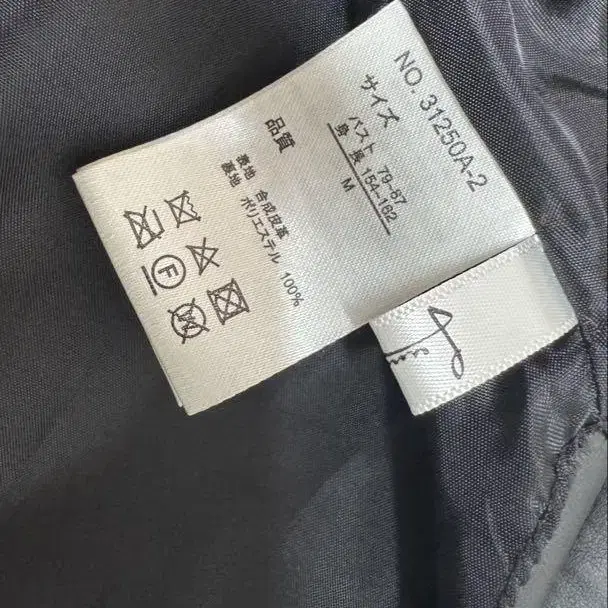 NO. 31250A-2
サイズ
バスト 79-87
身 長 154-162
M
品質
表地 合成皮革
裏地 ポリエステル 100%
F
W